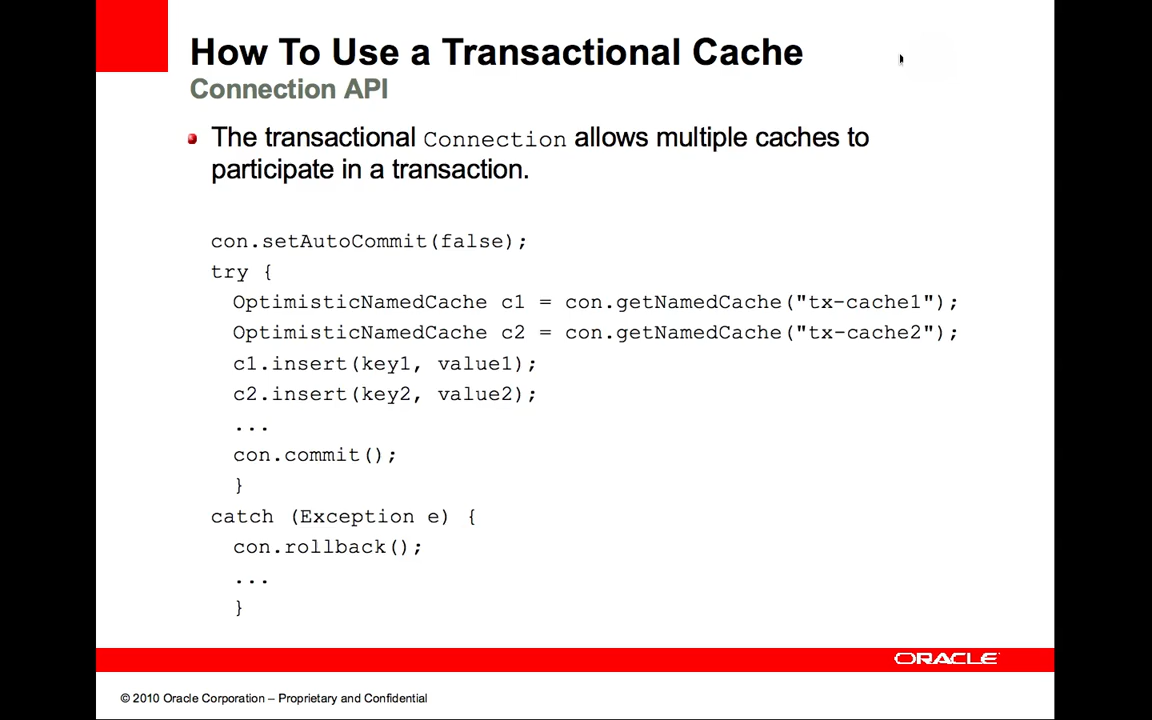 How To Use a Transactional Cache
Connection API
The transactional Connection allows multiple caches to
participate in a transaction.
con.setAutoCommit(false);
try {
OptimisticNamedCache c1 = con.getNamedCache("tx-cache1");
OptimisticNamedCache c2 = con.getNamedCache("tx-cache2");
c1.insert(key1, value1);
c2.insert(key2, value2);
...
con.commit();
}
catch (Exception e) {
con.rollback();
...
}
ORACLE
© 2010 Oracle Corporation – Proprietary and Confidential